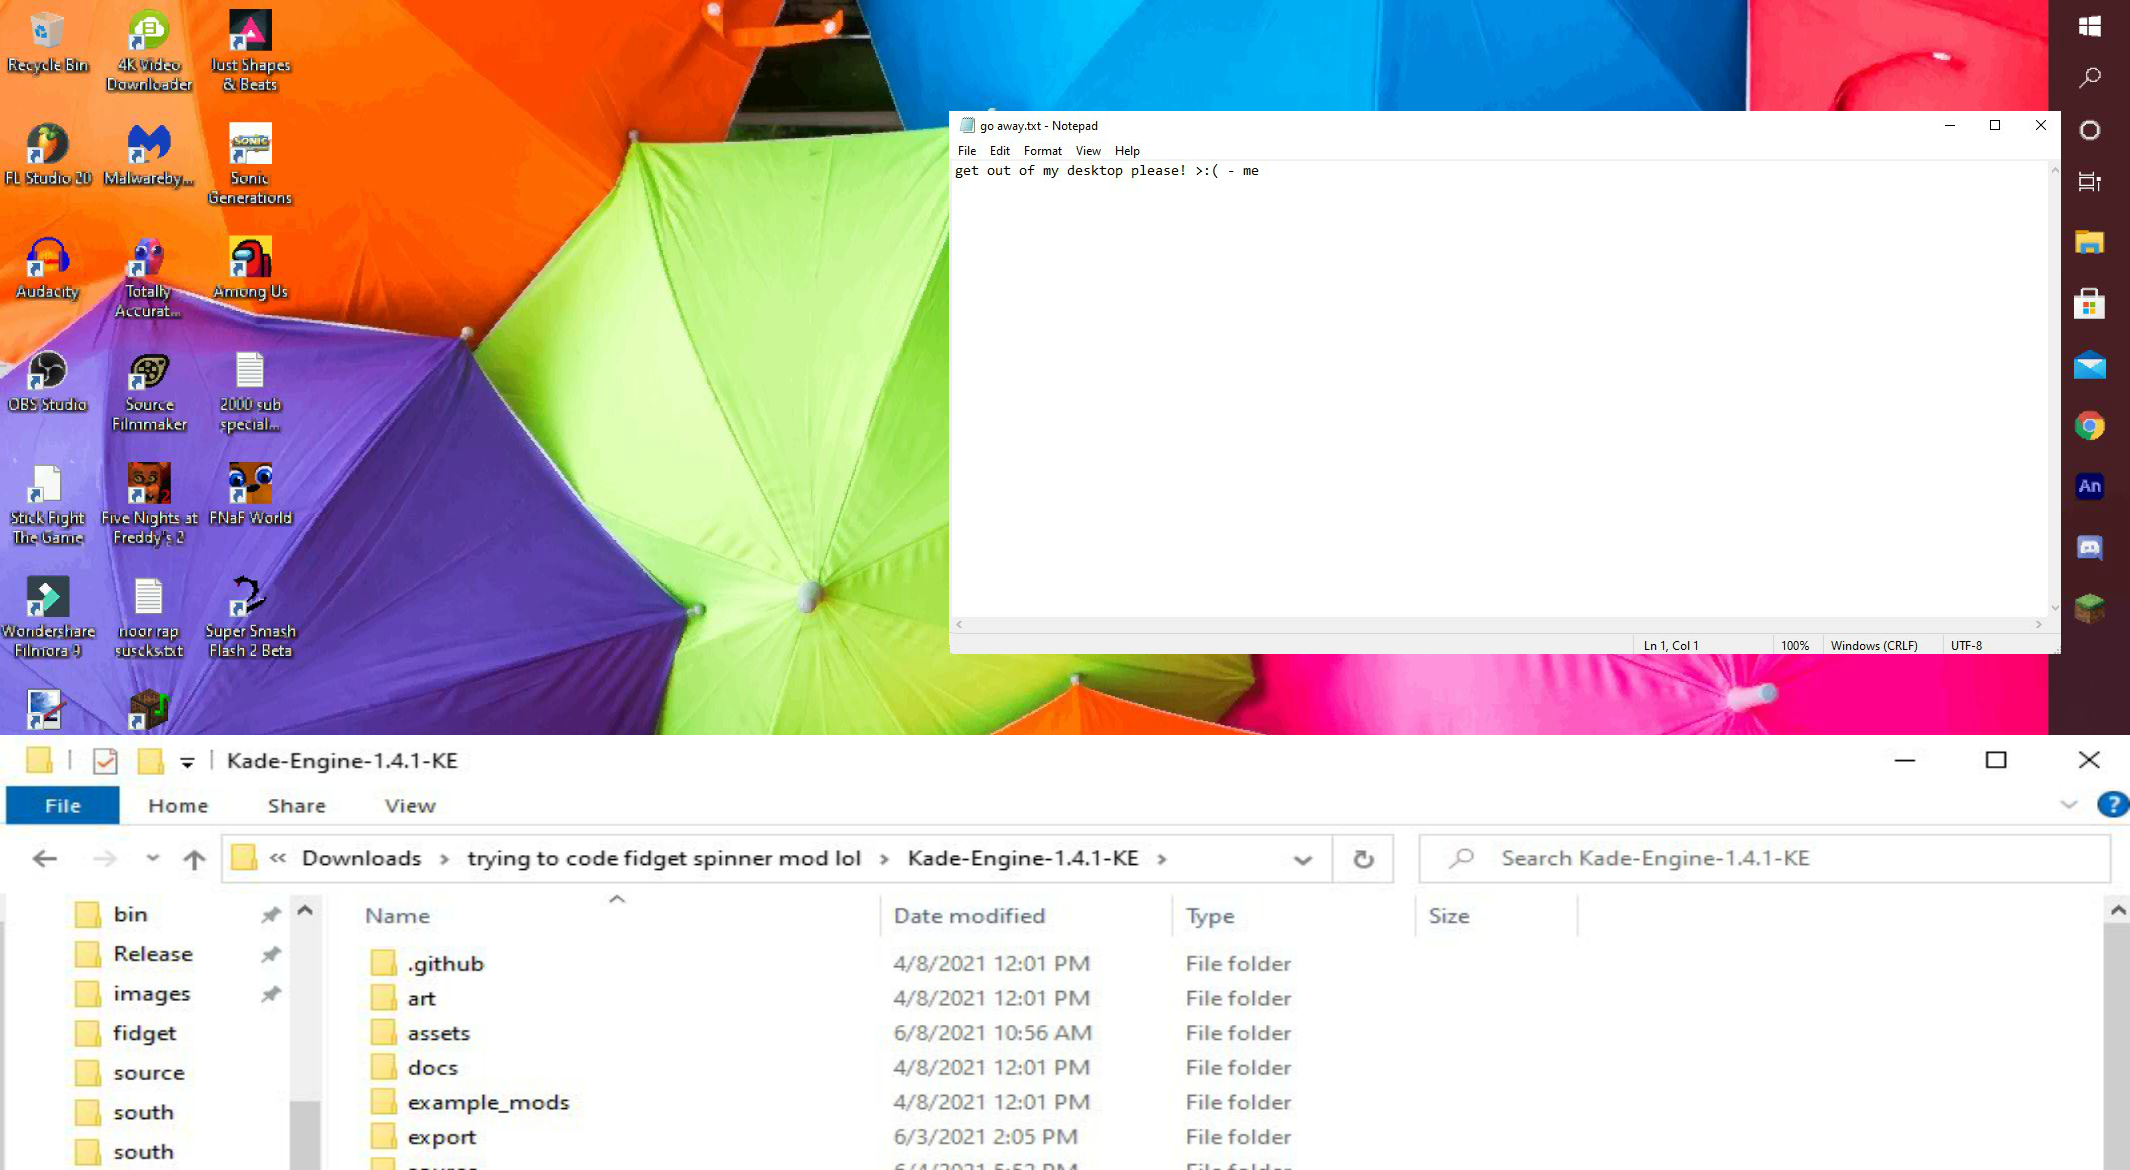 Recycle Bin
4K Video
Downloader
Just Shapes
& Beats
FL Studio 20
Malwareby...
Sonic
Generations
Audacity
Totally
Accurat...
Among Us
OBS Studio
Source
Filmmaker
2000 sub
special...
Stick Fight
The Game
Five Nights at
Freddy's 2
FNaF World
Wondershare
Filmora 9
noor rap
suscks.txt
Super Smash
Flash 2 Beta
SONIC
An
go away.txt - Notepad
File Edit Format View Help
get out of my desktop please! >:( - me
Ln 1, Col 1 100% Windows (CRLF) UTF-8
Kade-Engine-1.4.1-KE
File Home Share View
« Downloads > trying to code fidget spinner mod lol > Kade-Engine-1.4.1-KE >
Search Kade-Engine-1.4.1-KE
bin
Release
images
fidget
source
south
south
Name Date modified Type Size
.github 4/8/2021 12:01 PM File folder
art 4/8/2021 12:01 PM File folder
assets 6/8/2021 10:56 AM File folder
docs 4/8/2021 12:01 PM File folder
example_mods 4/8/2021 12:01 PM File folder
export 6/3/2021 2:05 PM File folder